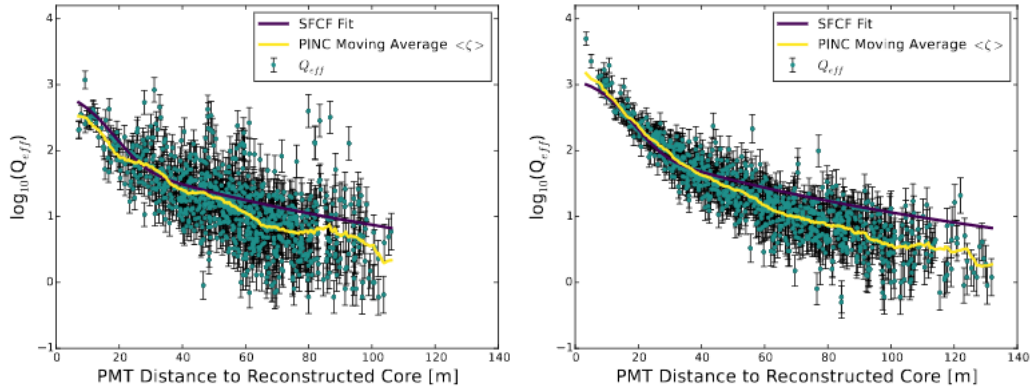 4
3
2
1
0
−1
log₁₀(Q_eff)
SFCF Fit
PINC Moving Average <ζ>
Q_eff
0 20 40 60 80 100 120 140
PMT Distance to Reconstructed Core [m]
4
3
2
1
0
−1
log₁₀(Q_eff)
SFCF Fit
PINC Moving Average <ζ>
Q_eff
0 20 40 60 80 100 120 140
PMT Distance to Reconstructed Core [m]